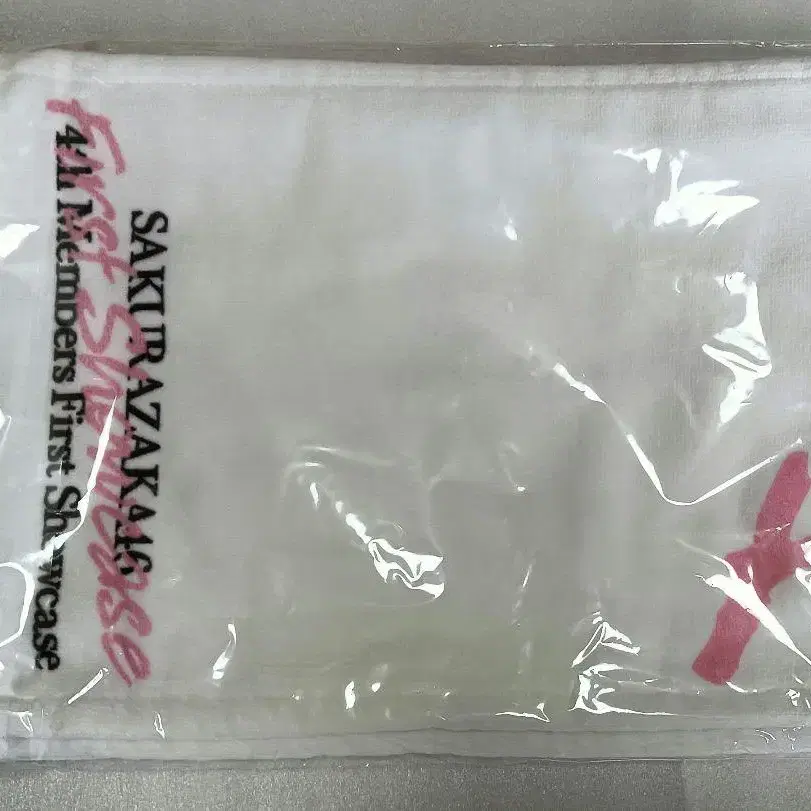 SAKURAZAKA46
4th Members First Showcase
First Showcase